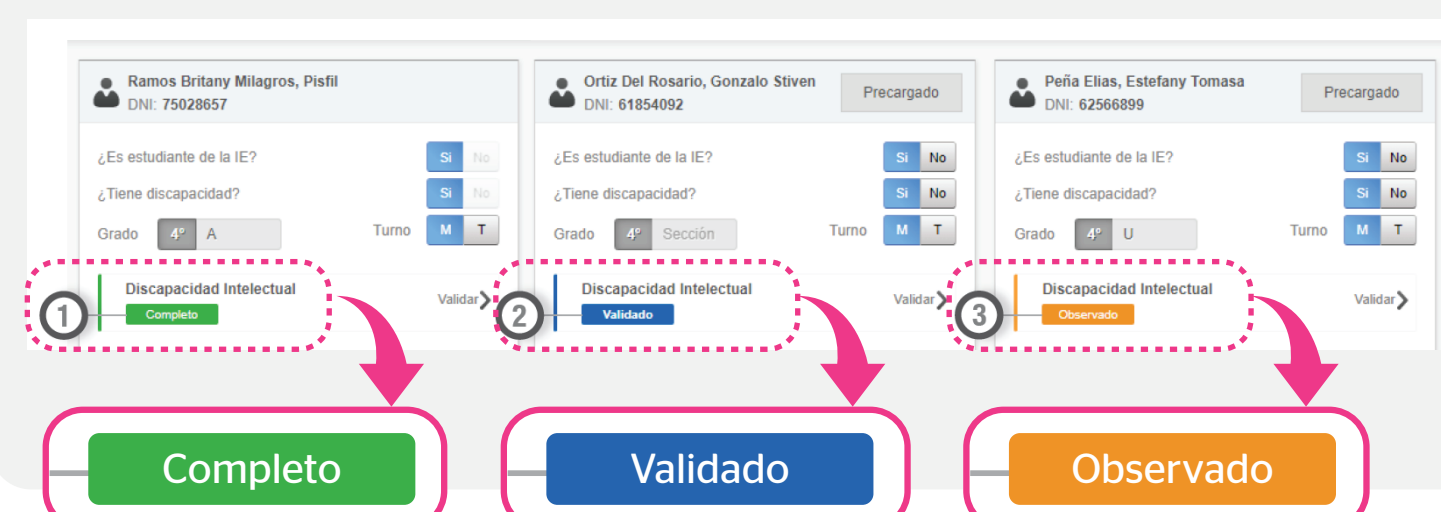 Ramos Britany Milagros, Pisfil
DNI: 75028657
¿Es estudiante de la IE?
Si No
¿Tiene discapacidad?
Si No
Grado 4º A Turno M T
Discapacidad Intelectual
Completo
Validar
1
Ortiz Del Rosario, Gonzalo Stiven
DNI: 61854092
Precargado
¿Es estudiante de la IE?
Si No
¿Tiene discapacidad?
Si No
Grado 4º Sección Turno M T
Discapacidad Intelectual
Validado
Validar
2
Peña Elias, Estefany Tomasa
DNI: 62566899
Precargado
¿Es estudiante de la IE?
Si No
¿Tiene discapacidad?
Si No
Grado 4º U Turno M T
Discapacidad Intelectual
Observado
Validar
3
Completo
Validado
Observado